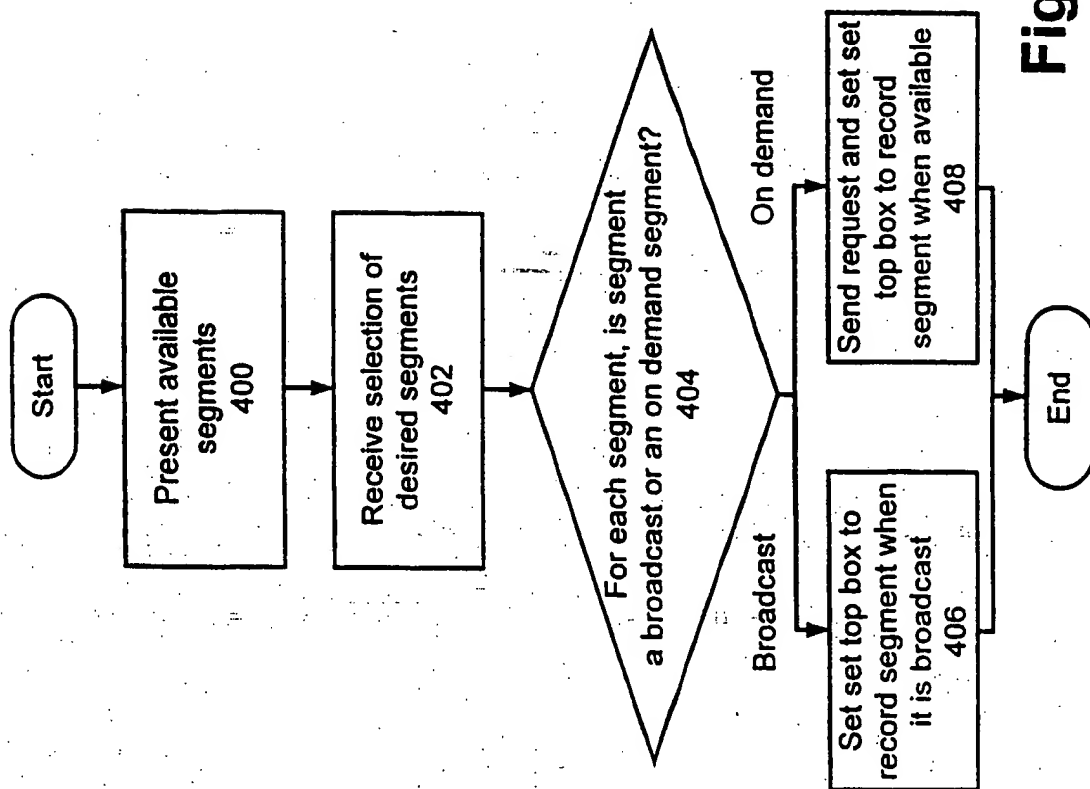 Start
Present available
segments
400
Receive selection of
desired segments
402
For each segment, is segment
a broadcast or an on demand segment?
404
Broadcast
On demand
Set set top box to
record segment when
it is broadcast
406
Send request and set set
top box to record
segment when available
408
End
Fig